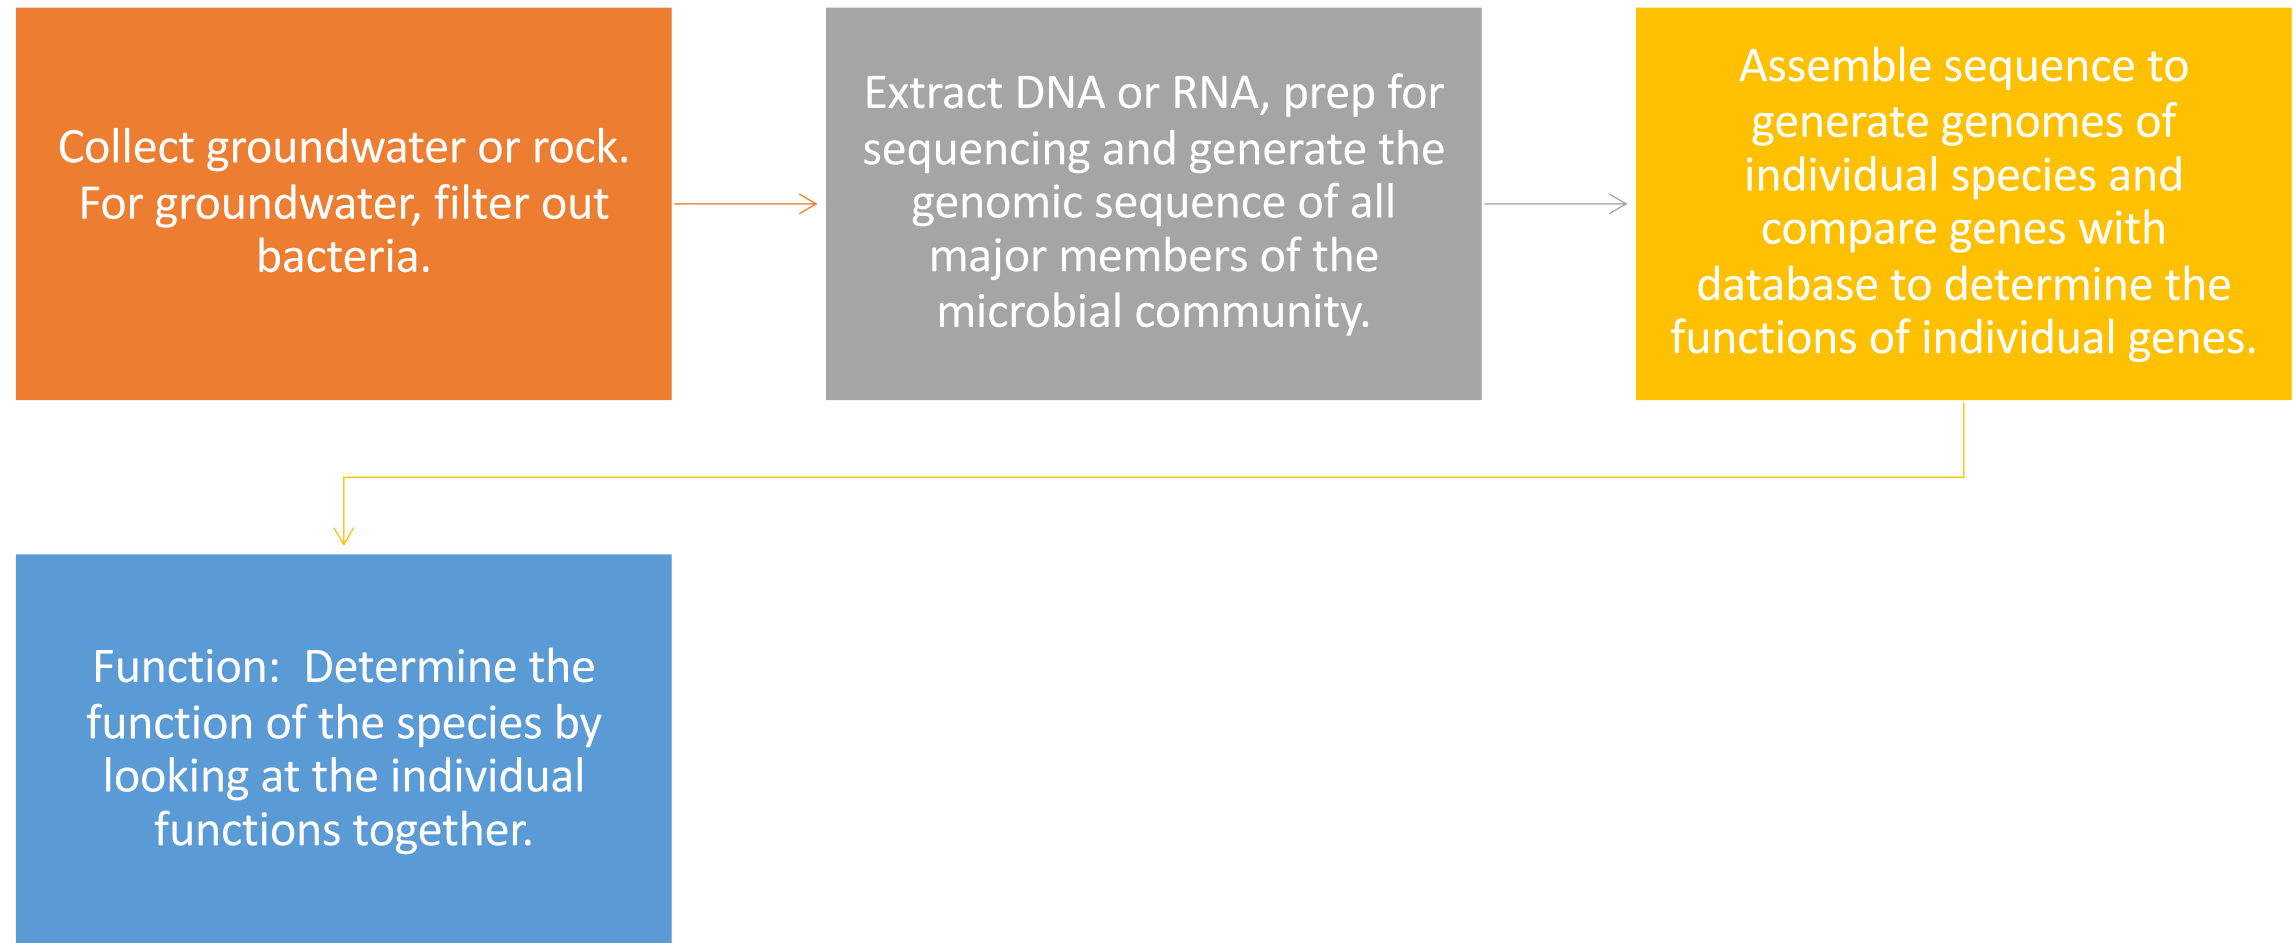 Collect groundwater or rock.
For groundwater, filter out
bacteria.
Extract DNA or RNA, prep for
sequencing and generate the
genomic sequence of all
major members of the
microbial community.
Assemble sequence to
generate genomes of
individual species and
compare genes with
database to determine the
functions of individual genes.
Function:  Determine the
function of the species by
looking at the individual
functions together.